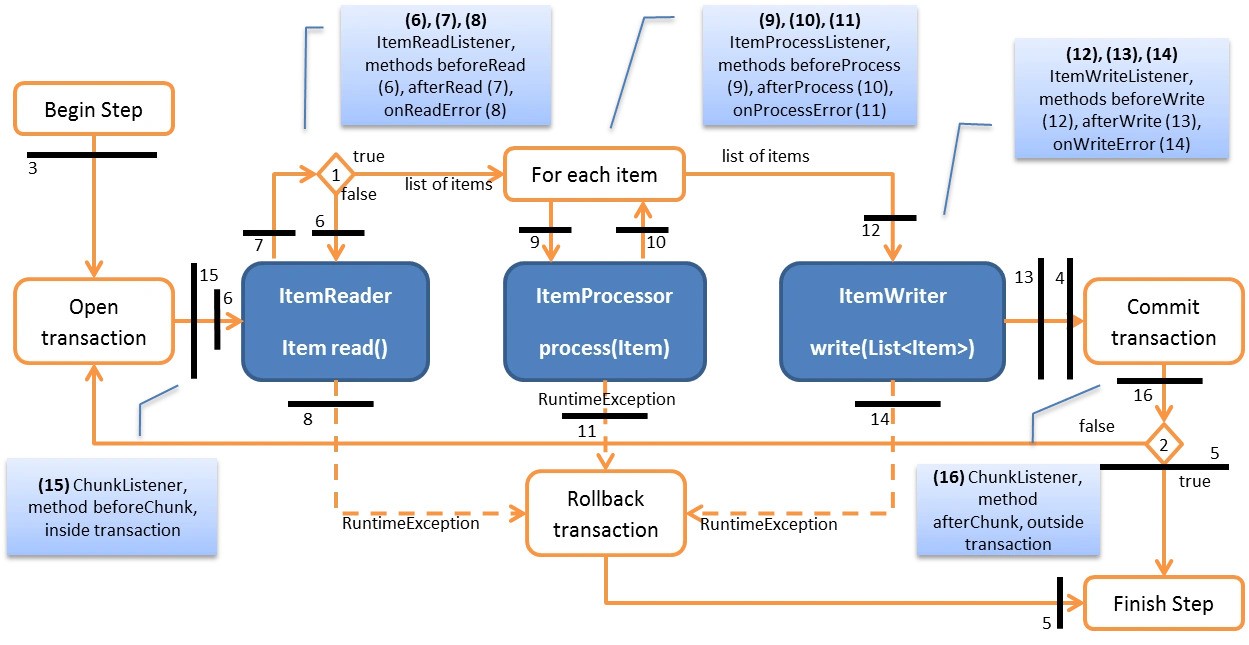 (6), (7), (8)
ItemReadListener,
methods beforeRead
(6), afterRead (7),
onReadError (8)
(9), (10), (11)
ItemProcessListener,
methods beforeProcess
(9), afterProcess (10),
onProcessError (11)
(12), (13), (14)
ItemWriteListener,
methods beforeWrite
(12), afterWrite (13),
onWriteError (14)
Begin Step
3
true
1
false
list of items
For each item
list of items
6
7
9
10
12
Open
transaction
15
6
ItemReader
Item read()
ItemProcessor
process(Item)
ItemWriter
write(List<Item>)
13
4
Commit
transaction
8
RuntimeException
11
14
16
false
2
5
true
(15) ChunkListener,
method beforeChunk,
inside transaction
RuntimeException
Rollback
transaction
RuntimeException
(16) ChunkListener,
method
afterChunk, outside
transaction
5
Finish Step